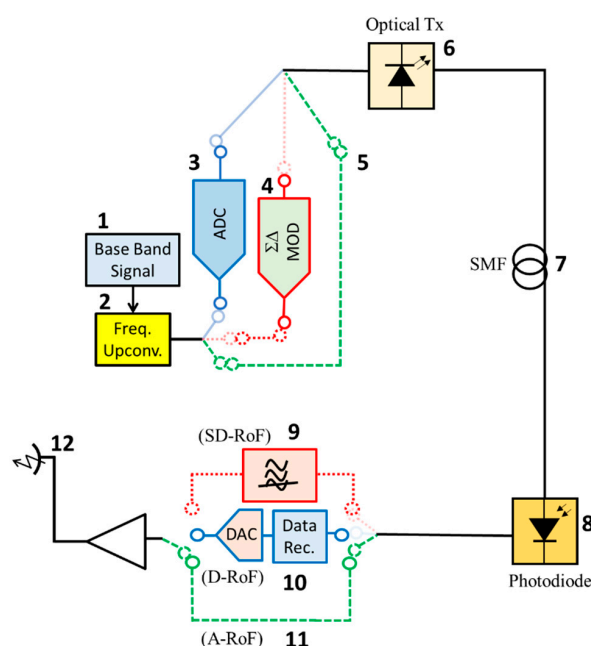 Optical Tx
6
3
4
5
ADC
ΣΔ
MOD
1
Base Band
Signal
2
Freq.
Upconv.
SMF
7
12
(SD-RoF)
9
DAC
Data
Rec.
8
(D-RoF)
10
Photodiode
(A-RoF)
11